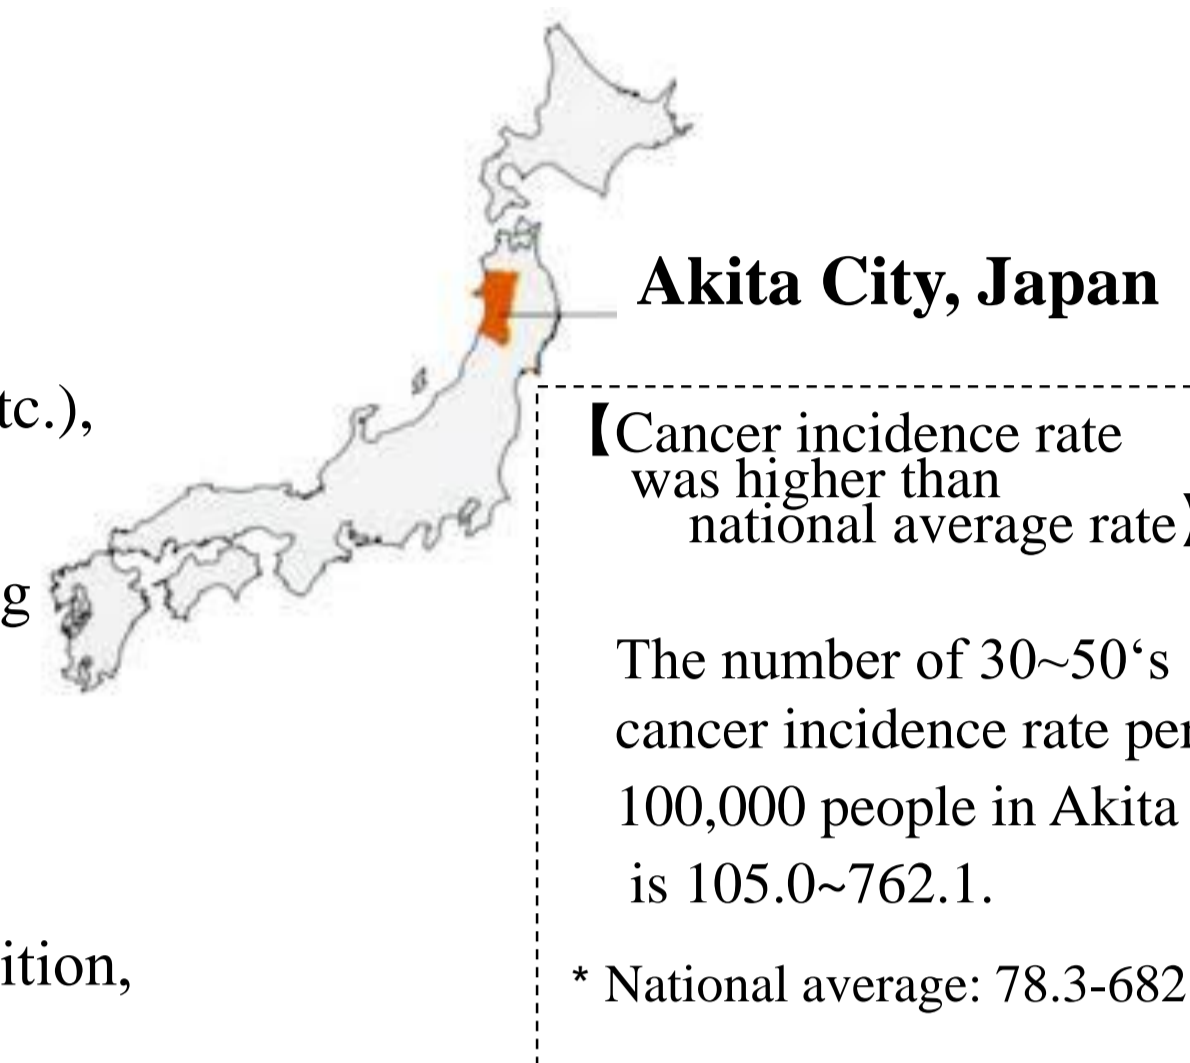 Akita City, Japan
tc.),
【Cancer incidence rate
was higher than
national average rate】
g
The number of 30~50‘s
cancer incidence rate per
100,000 people in Akita
is 105.0~762.1.
ition,
* National average: 78.3-682